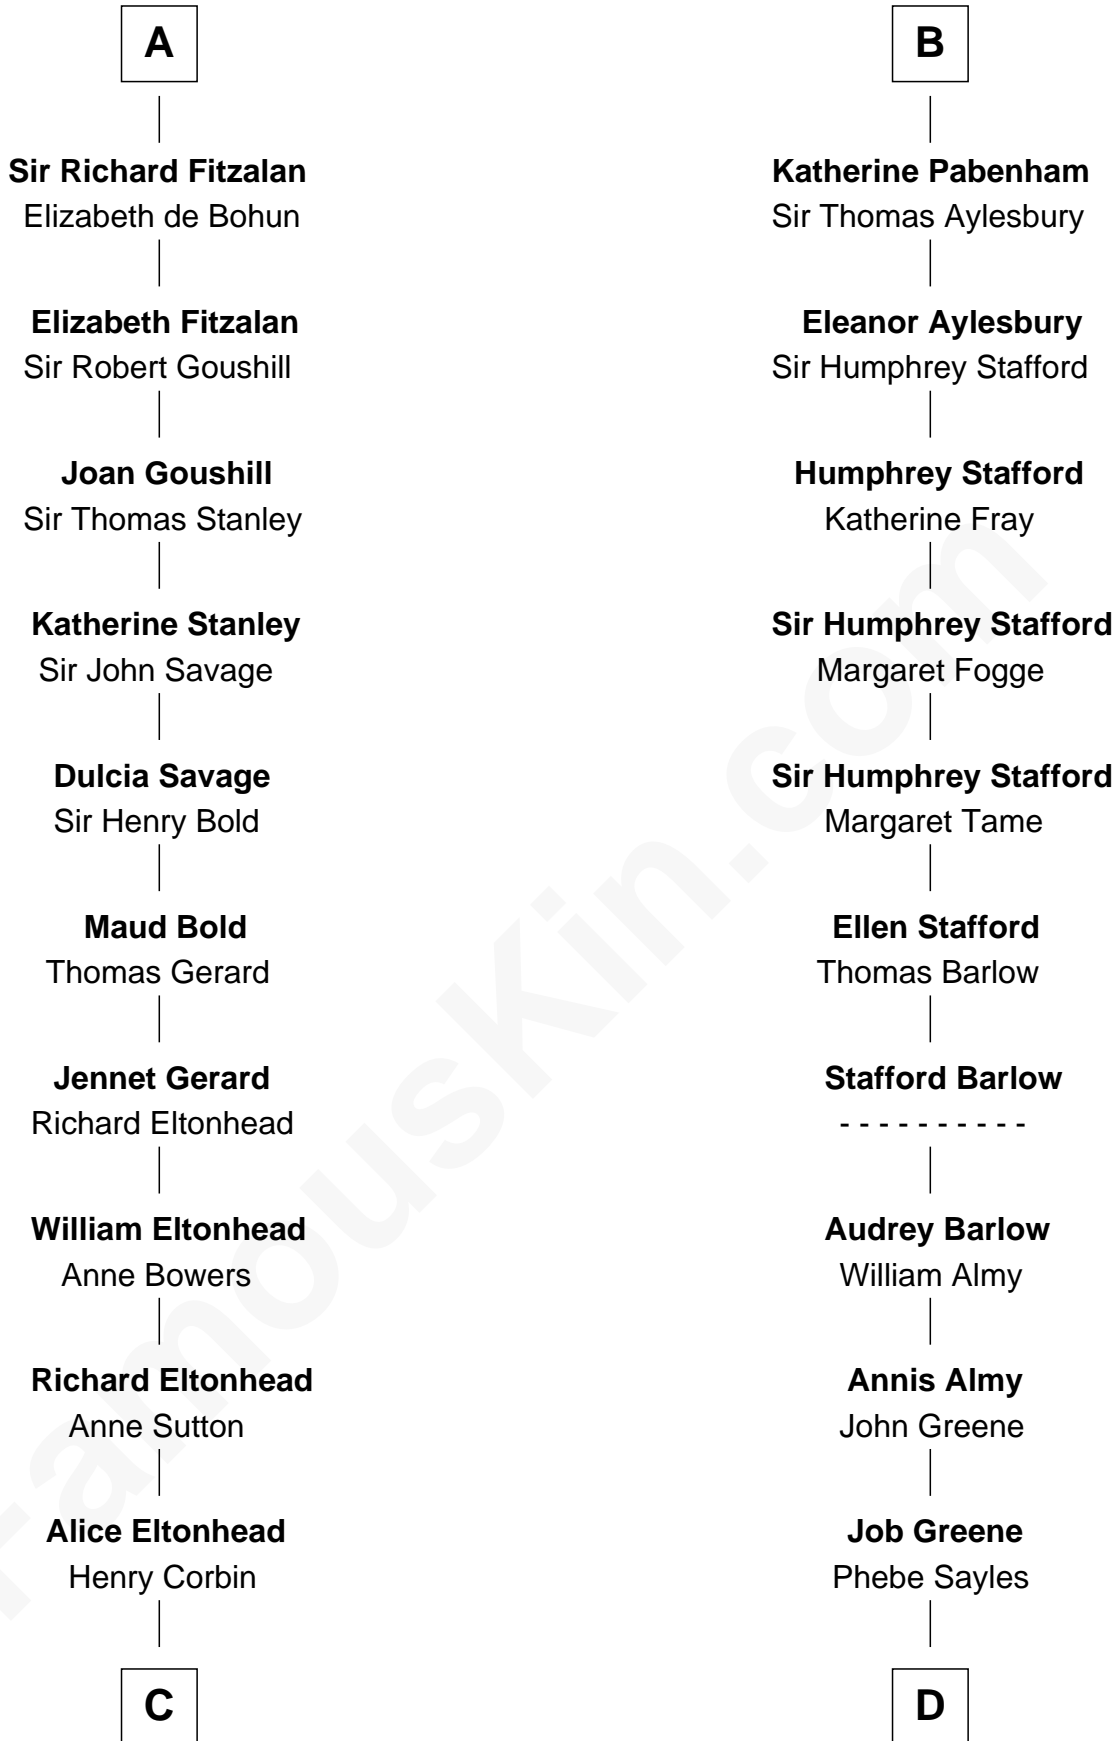 A
Sir Richard Fitzalan
Elizabeth de Bohun
Elizabeth Fitzalan
Sir Robert Goushill
Joan Goushill
Sir Thomas Stanley
Katherine Stanley
Sir John Savage
Dulcia Savage
Sir Henry Bold
Maud Bold
Thomas Gerard
Jennet Gerard
Richard Eltonhead
William Eltonhead
Anne Bowers
Richard Eltonhead
Anne Sutton
Alice Eltonhead
Henry Corbin
C
B
Katherine Pabenham
Sir Thomas Aylesbury
Eleanor Aylesbury
Sir Humphrey Stafford
Humphrey Stafford
Katherine Fray
Sir Humphrey Stafford
Margaret Fogge
Sir Humphrey Stafford
Margaret Tame
Ellen Stafford
Thomas Barlow
Stafford Barlow
- - - - - - - - - -
Audrey Barlow
William Almy
Annis Almy
John Greene
Job Greene
Phebe Sayles
D
FamousKin.com